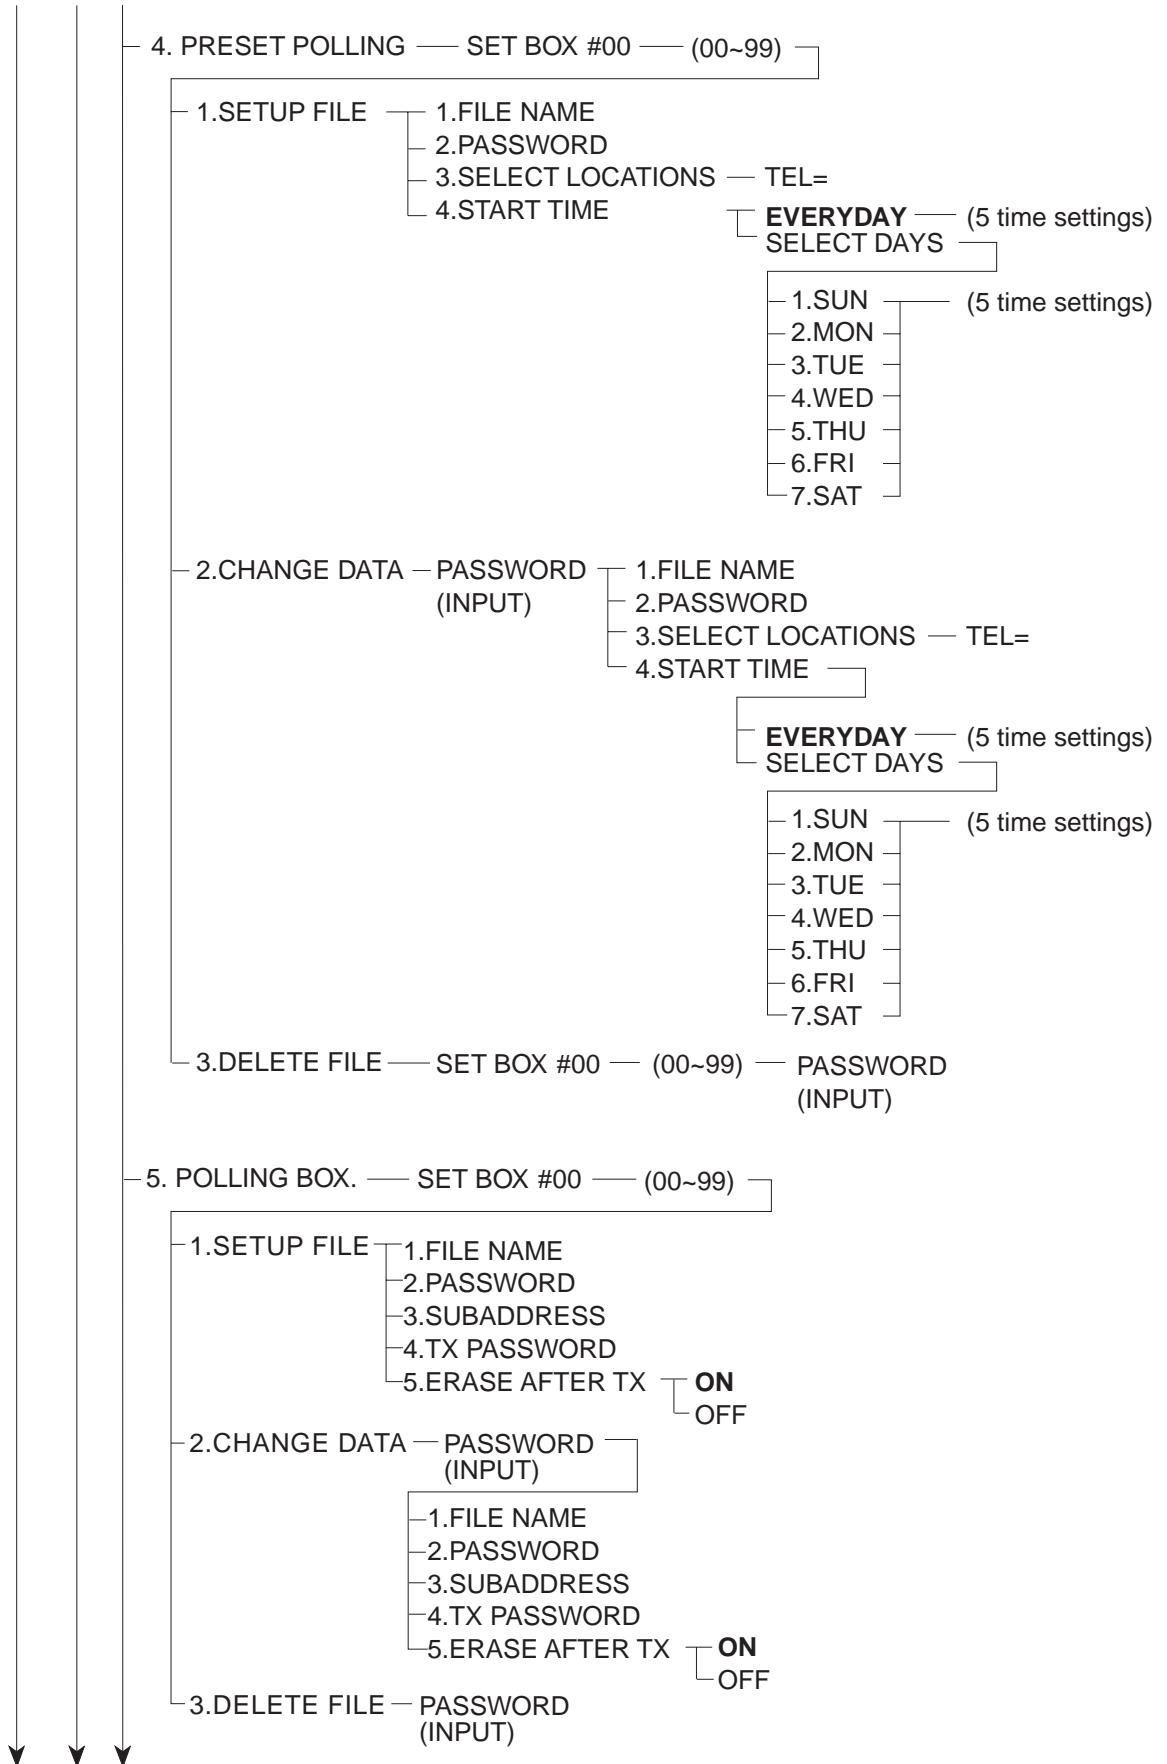 4. PRESET POLLING SET BOX #00 (00~99)
1.SETUP FILE 1.FILE NAME
2.PASSWORD
3.SELECT LOCATIONS TEL=
4.START TIME EVERYDAY (5 time settings)
SELECT DAYS
1.SUN (5 time settings)
2.MON
3.TUE
4.WED
5.THU
6.FRI
7.SAT
2.CHANGE DATA PASSWORD 1.FILE NAME
(INPUT) 2.PASSWORD
3.SELECT LOCATIONS TEL=
4.START TIME
EVERYDAY (5 time settings)
SELECT DAYS
1.SUN (5 time settings)
2.MON
3.TUE
4.WED
5.THU
6.FRI
7.SAT
3.DELETE FILE SET BOX #00 (00~99) PASSWORD
(INPUT)
5. POLLING BOX. SET BOX #00 (00~99)
1.SETUP FILE 1.FILE NAME
2.PASSWORD
3.SUBADDRESS
4.TX PASSWORD
5.ERASE AFTER TX ON
OFF
2.CHANGE DATA PASSWORD
(INPUT)
1.FILE NAME
2.PASSWORD
3.SUBADDRESS
4.TX PASSWORD
5.ERASE AFTER TX ON
OFF
3.DELETE FILE PASSWORD
(INPUT)